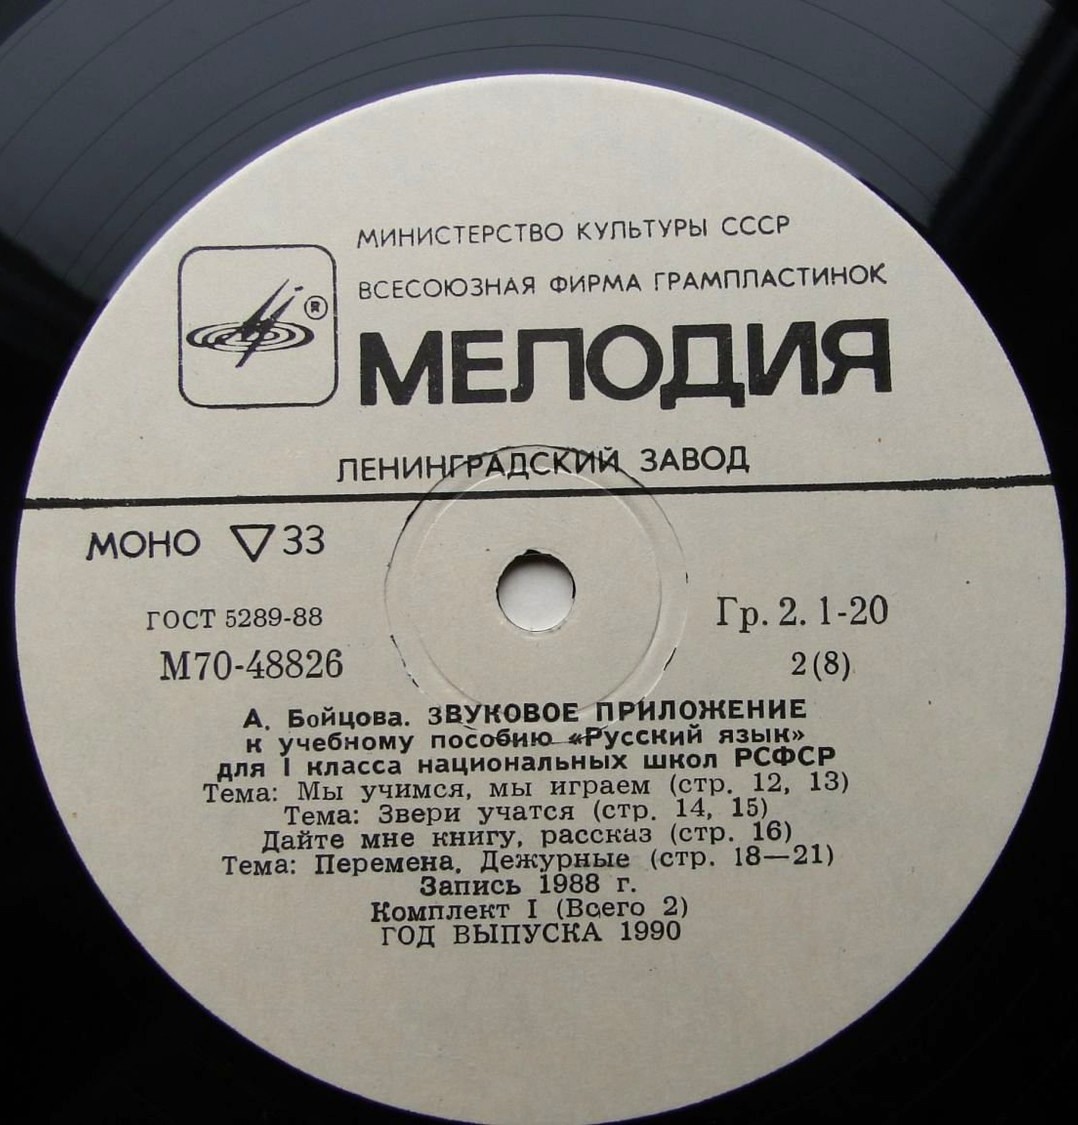 МИНИСТЕРСТВО КУЛЬТУРЫ СССР
ВСЕСОЮЗНАЯ ФИРМА ГРАМПЛАСТИНОК
®
МЕЛОДИЯ
ЛЕНИНГРАДСКИЙ ЗАВОД
МОНО ▽33
ГОСТ 5289-88
Гр. 2. 1-20
М70-48826
2(8)
А. Бойцова. ЗВУКОВОЕ ПРИЛОЖЕНИЕ
к учебному пособию «Русский язык»
для I класса национальных школ РСФСР
Тема: Мы учимся, мы играем (стр. 12, 13)
Тема: Звери учатся (стр. 14, 15)
Дайте мне книгу, рассказ (стр. 16)
Тема: Перемена. Дежурные (стр. 18—21)
Запись 1988 г.
Комплект I (Всего 2)
ГОД ВЫПУСКА 1990